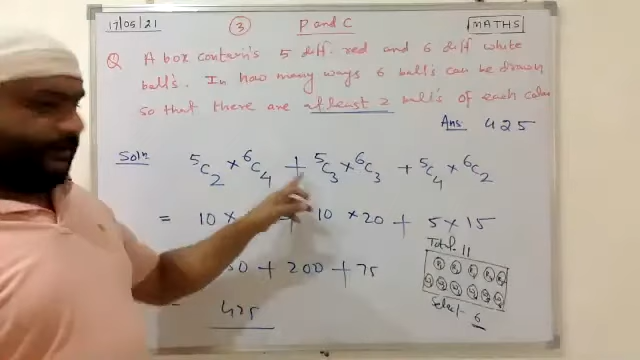 17/05/21 3 P and C MATHS
Q A box contain's 5 diff. red and 6 diff white
ball's. In how many ways 6 ball's can be drawn
so that there are atleast 2 ball's of each color
Ans: 425
Soln 5C2 × 6C4 + 5C3 × 6C3 + 5C4 × 6C2
= 10 × + 10 × 20 + 5 × 15
50 + 200 + 75
425
Total = 11
Select 6